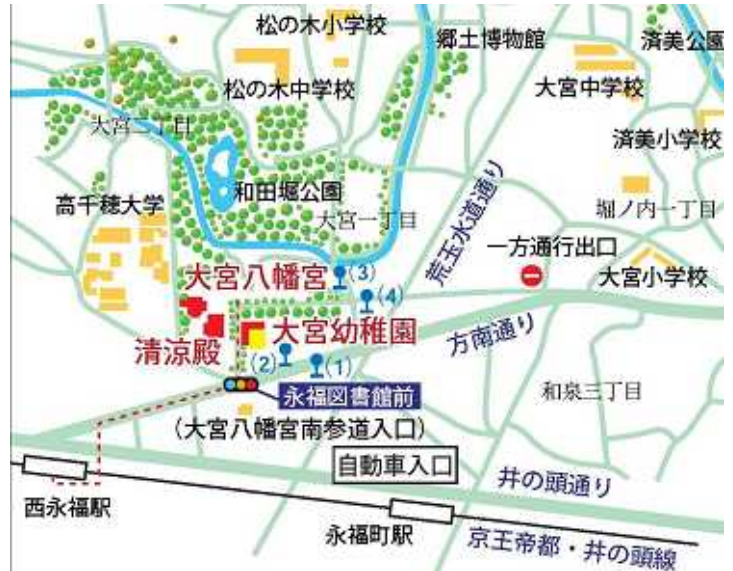 松の木小学校
郷土博物館
済美公園
松の木中学校
大宮中学校
大宮二丁目
済美小学校
和田堀公園
高千穂大学
大宮一丁目
荒玉水道通り
堀ノ内一丁目
一方通行出口
大宮八幡宮
(3)
大宮小学校
(4)
大宮幼稚園
方南通り
清涼殿
(2)
(1)
永福図書館前
和泉三丁目
(大宮八幡宮南参道入口)
自動車入口
井の頭通り
西永福駅
永福町駅
京王帝都・井の頭線